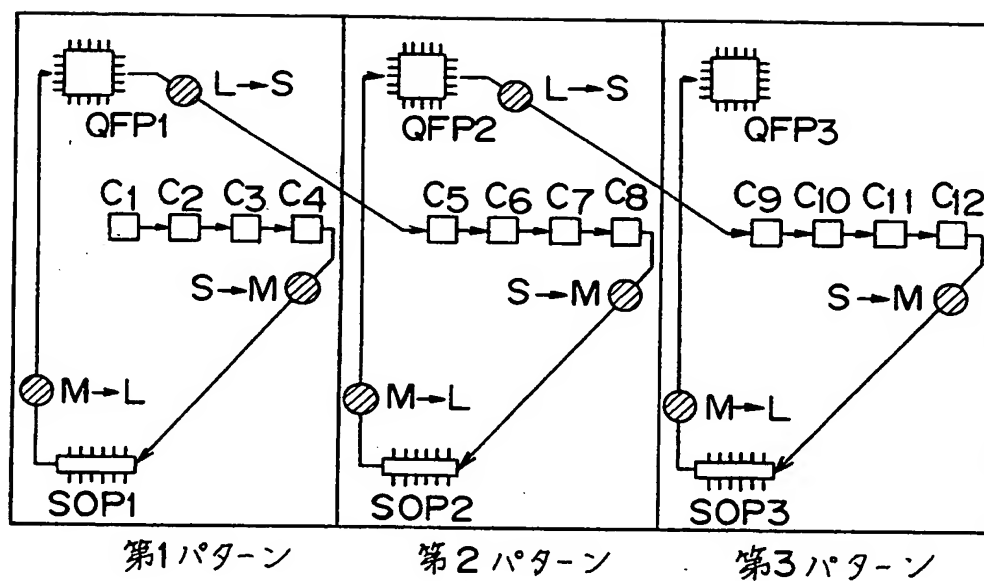 L→S
L→S
QFP1
QFP2
QFP3
C1 C2 C3 C4 C5 C6 C7 C8 C9 C10 C11 C12
S→M
S→M
S→M
M→L
M→L
M→L
SOP1
SOP2
SOP3
第1パターン
第2パターン
第3パターン